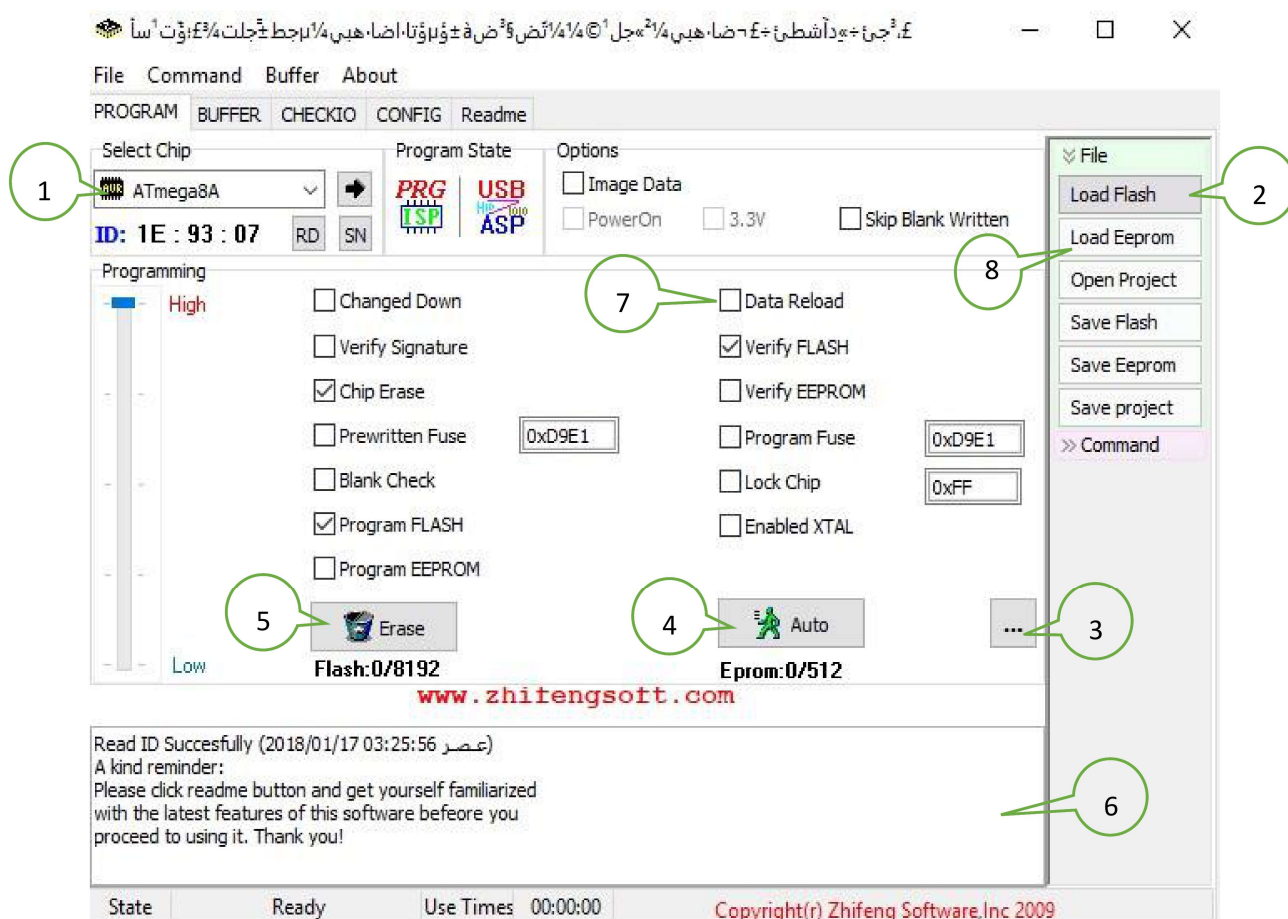 File Command Buffer About
PROGRAM BUFFER CHECKIO CONFIG Readme
Select Chip
Program State
Options
File
1
ATmega8A
PRG
ISP
USB
HID
ASP
Image Data
Load Flash
2
ID: 1E : 93 : 07
RD
SN
PowerOn
3.3V
Skip Blank Written
Load Eeprom
8
Programming
High
Changed Down
7
Data Reload
Open Project
Verify Signature
Verify FLASH
Save Flash
Chip Erase
Verify EEPROM
Save Eeprom
Prewritten Fuse
0xD9E1
Program Fuse
0xD9E1
Save project
Command
Blank Check
Lock Chip
0xFF
Program FLASH
Enabled XTAL
Program EEPROM
5
Erase
4
Auto
...
3
Low
Flash:0/8192
Eprom:0/512
www.zhifengsoft.com
Read ID Succesfully (2018/01/17 03:25:56 عصر)
A kind reminder:
Please click readme button and get yourself familiarized
with the latest features of this software befeore you
proceed to using it. Thank you!
6
State
Ready
Use Times
00:00:00
Copyright(r) Zhifeng Software,Inc 2009